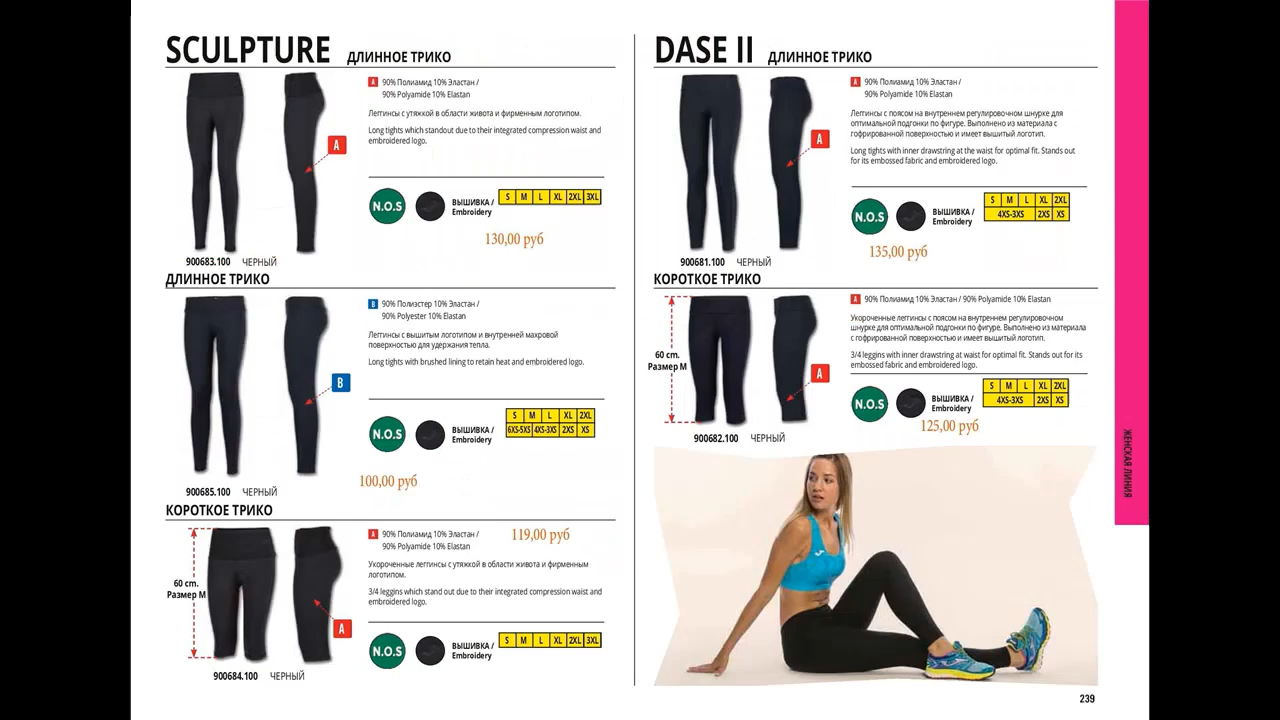 SCULPTURE ДЛИННОЕ ТРИКО
A 90% Полиамид 10% Эластан /
90% Polyamide 10% Elastan
Леггинсы с утяжкой в области живота и фирменным логотипом.
Long tights which standout due to their integrated compression waist and
embroidered logo.
A
N.O.S
ВЫШИВКА /
Embroidery
S M L XL 2XL 3XL
130,00 руб
900683.100 ЧЕРНЫЙ
ДЛИННОЕ ТРИКО
B 90% Полиэстер 10% Эластан /
90% Polyester 10% Elastan
Леггинсы с вышитым логотипом и внутренней махровой
поверхностью для удержания тепла.
Long tights with brushed lining to retain heat and embroidered logo.
B
N.O.S
ВЫШИВКА /
Embroidery
S M L XL 2XL
6XS-5XS 4XS-3XS 2XS XS
100,00 руб
900685.100 ЧЕРНЫЙ
КОРОТКОЕ ТРИКО
A 90% Полиамид 10% Эластан /
90% Polyamide 10% Elastan
119,00 руб
Укороченные леггинсы с утяжкой в области живота и фирменным
логотипом.
3/4 leggins which stand out due to their integrated compression waist and
embroidered logo.
60 cm.
Размер M
A
N.O.S
ВЫШИВКА /
Embroidery
S M L XL 2XL 3XL
900684.100 ЧЕРНЫЙ
DASE II ДЛИННОЕ ТРИКО
A 90% Полиамид 10% Эластан /
90% Polyamide 10% Elastan
Леггинсы с поясом на внутреннем регулировочном шнурке для
оптимальной подгонки по фигуре. Выполнено из материала с
гофрированной поверхностью и имеет вышитый логотип.
Long tights with inner drawstring at the waist for optimal fit. Stands out
for its embossed fabric and embroidered logo.
A
N.O.S
ВЫШИВКА /
Embroidery
S M L XL 2XL
4XS-3XS 2XS XS
135,00 руб
900681.100 ЧЕРНЫЙ
КОРОТКОЕ ТРИКО
A 90% Полиамид 10% Эластан / 90% Polyamide 10% Elastan
Укороченные леггинсы с поясом на внутреннем регулировочном
шнурке для оптимальной подгонки по фигуре. Выполнено из материала
с гофрированной поверхностью и имеет вышитый логотип.
3/4 leggins with inner drawstring at waist for optimal fit. Stands out for its
embossed fabric and embroidered logo.
60 cm.
Размер M
A
N.O.S
ВЫШИВКА /
Embroidery
S M L XL 2XL
4XS-3XS 2XS XS
125,00 руб
900682.100 ЧЕРНЫЙ
ЖЕНСКАЯ ЛИНИЯ
239